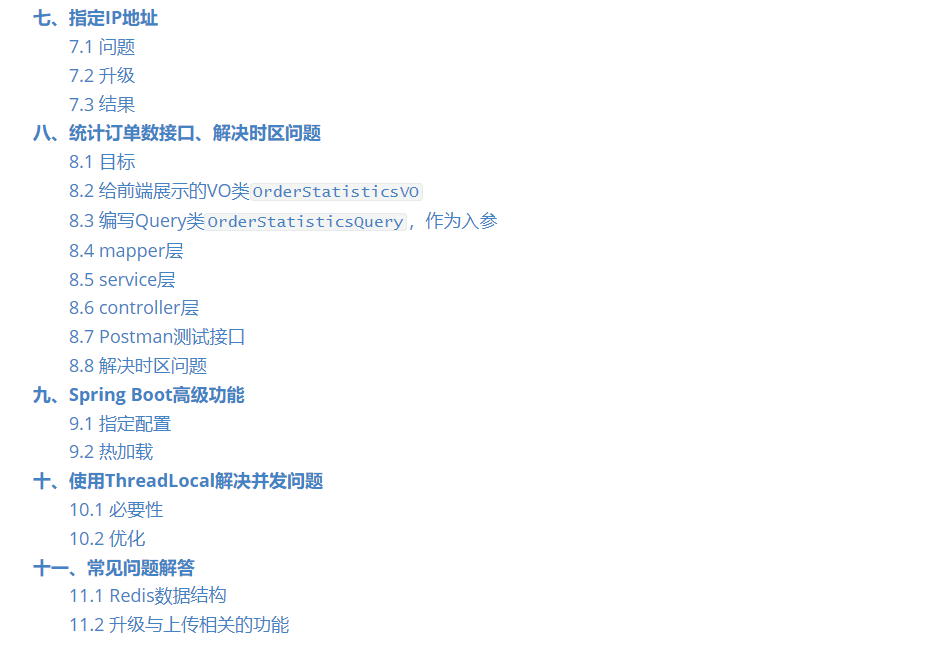 七、指定IP地址
7.1 问题
7.2 升级
7.3 结果
八、统计订单数接口、解决时区问题
8.1 目标
8.2 给前端展示的VO类OrderStatisticsVO
8.3 编写Query类OrderStatisticsQuery，作为入参
8.4 mapper层
8.5 service层
8.6 controller层
8.7 Postman测试接口
8.8 解决时区问题
九、Spring Boot高级功能
9.1 指定配置
9.2 热加载
十、使用ThreadLocal解决并发问题
10.1 必要性
10.2 优化
十一、常见问题解答
11.1 Redis数据结构
11.2 升级与上传相关的功能